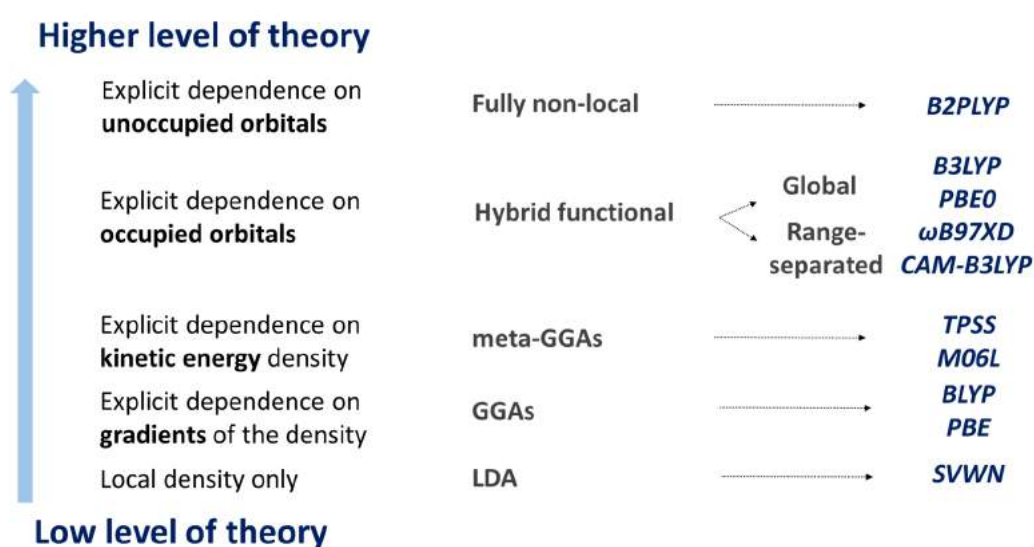 Higher level of theory
Explicit dependence on
unoccupied orbitals
Fully non-local
B2PLYP
Explicit dependence on
occupied orbitals
Hybrid functional
Global
B3LYP
PBE0
Range-
separated
ωB97XD
CAM-B3LYP
Explicit dependence on
kinetic energy density
meta-GGAs
TPSS
M06L
Explicit dependence on
gradients of the density
GGAs
BLYP
PBE
Local density only
LDA
SVWN
Low level of theory